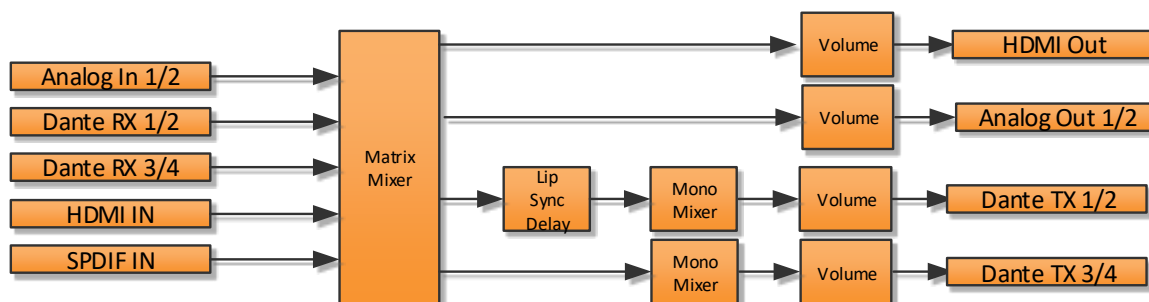 Analog In 1/2
Dante RX 1/2
Dante RX 3/4
HDMI IN
SPDIF IN
Matrix
Mixer
Volume
HDMI Out
Volume
Analog Out 1/2
Lip
Sync
Delay
Mono
Mixer
Volume
Dante TX 1/2
Mono
Mixer
Volume
Dante TX 3/4